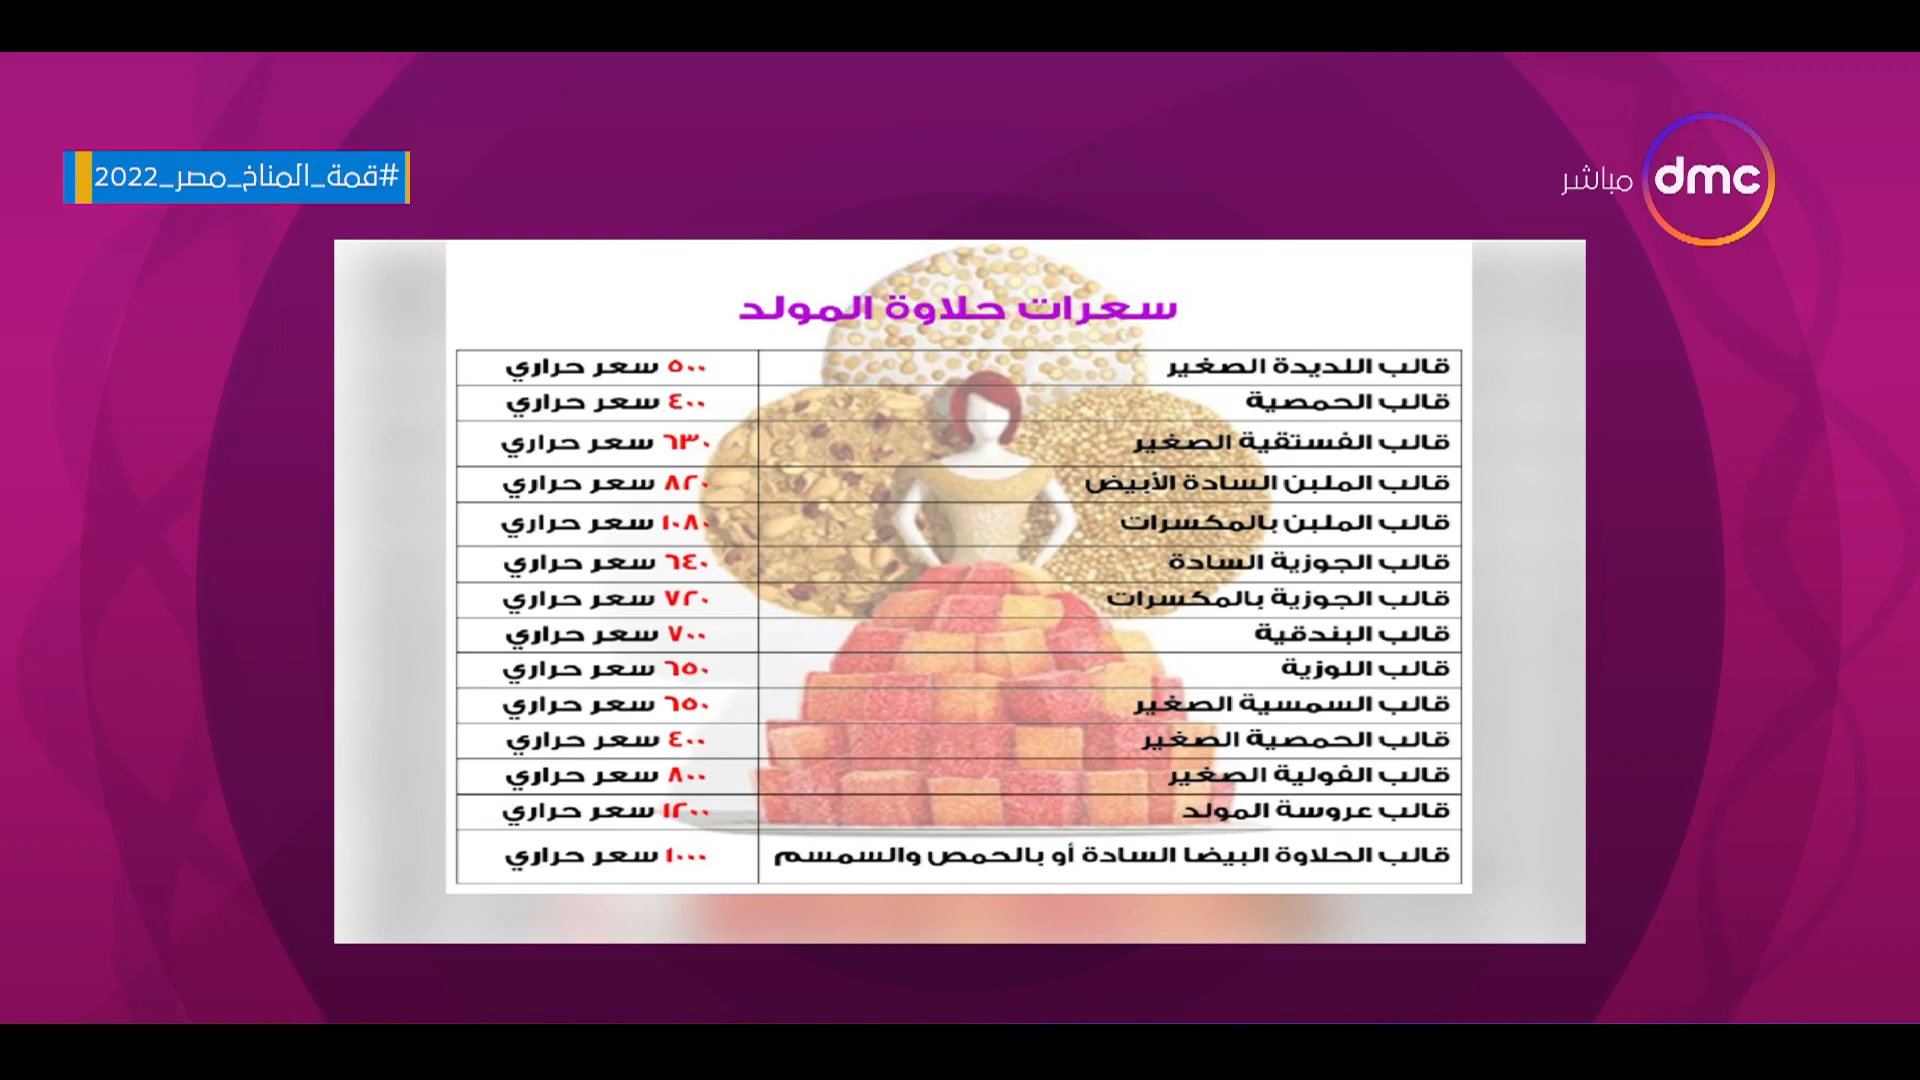 #قمة_المناخ_مصر_2022
مباشر dmc
سعرات حلاوة المولد
قالب اللديدة الصغير ٥٠٠ سعر حراري
قالب الحمصية ٤٠٠ سعر حراري
قالب الفستقية الصغير ٦٣٠ سعر حراري
قالب الملبن السادة الأبيض ٨٢٠ سعر حراري
قالب الملبن بالمكسرات ١٠٨٠ سعر حراري
قالب الجوزية السادة ٦٤٠ سعر حراري
قالب الجوزية بالمكسرات ٧٢٠ سعر حراري
قالب البندقية ٧٠٠ سعر حراري
قالب اللوزية ٦٥٠ سعر حراري
قالب السمسية الصغير ٦٥٠ سعر حراري
قالب الحمصية الصغير ٤٠٠ سعر حراري
قالب الفولية الصغير ٨٠٠ سعر حراري
قالب عروسة المولد ١٢٠٠ سعر حراري
قالب الحلاوة البيضا السادة أو بالحمص والسمسم ١٠٠٠ سعر حراري